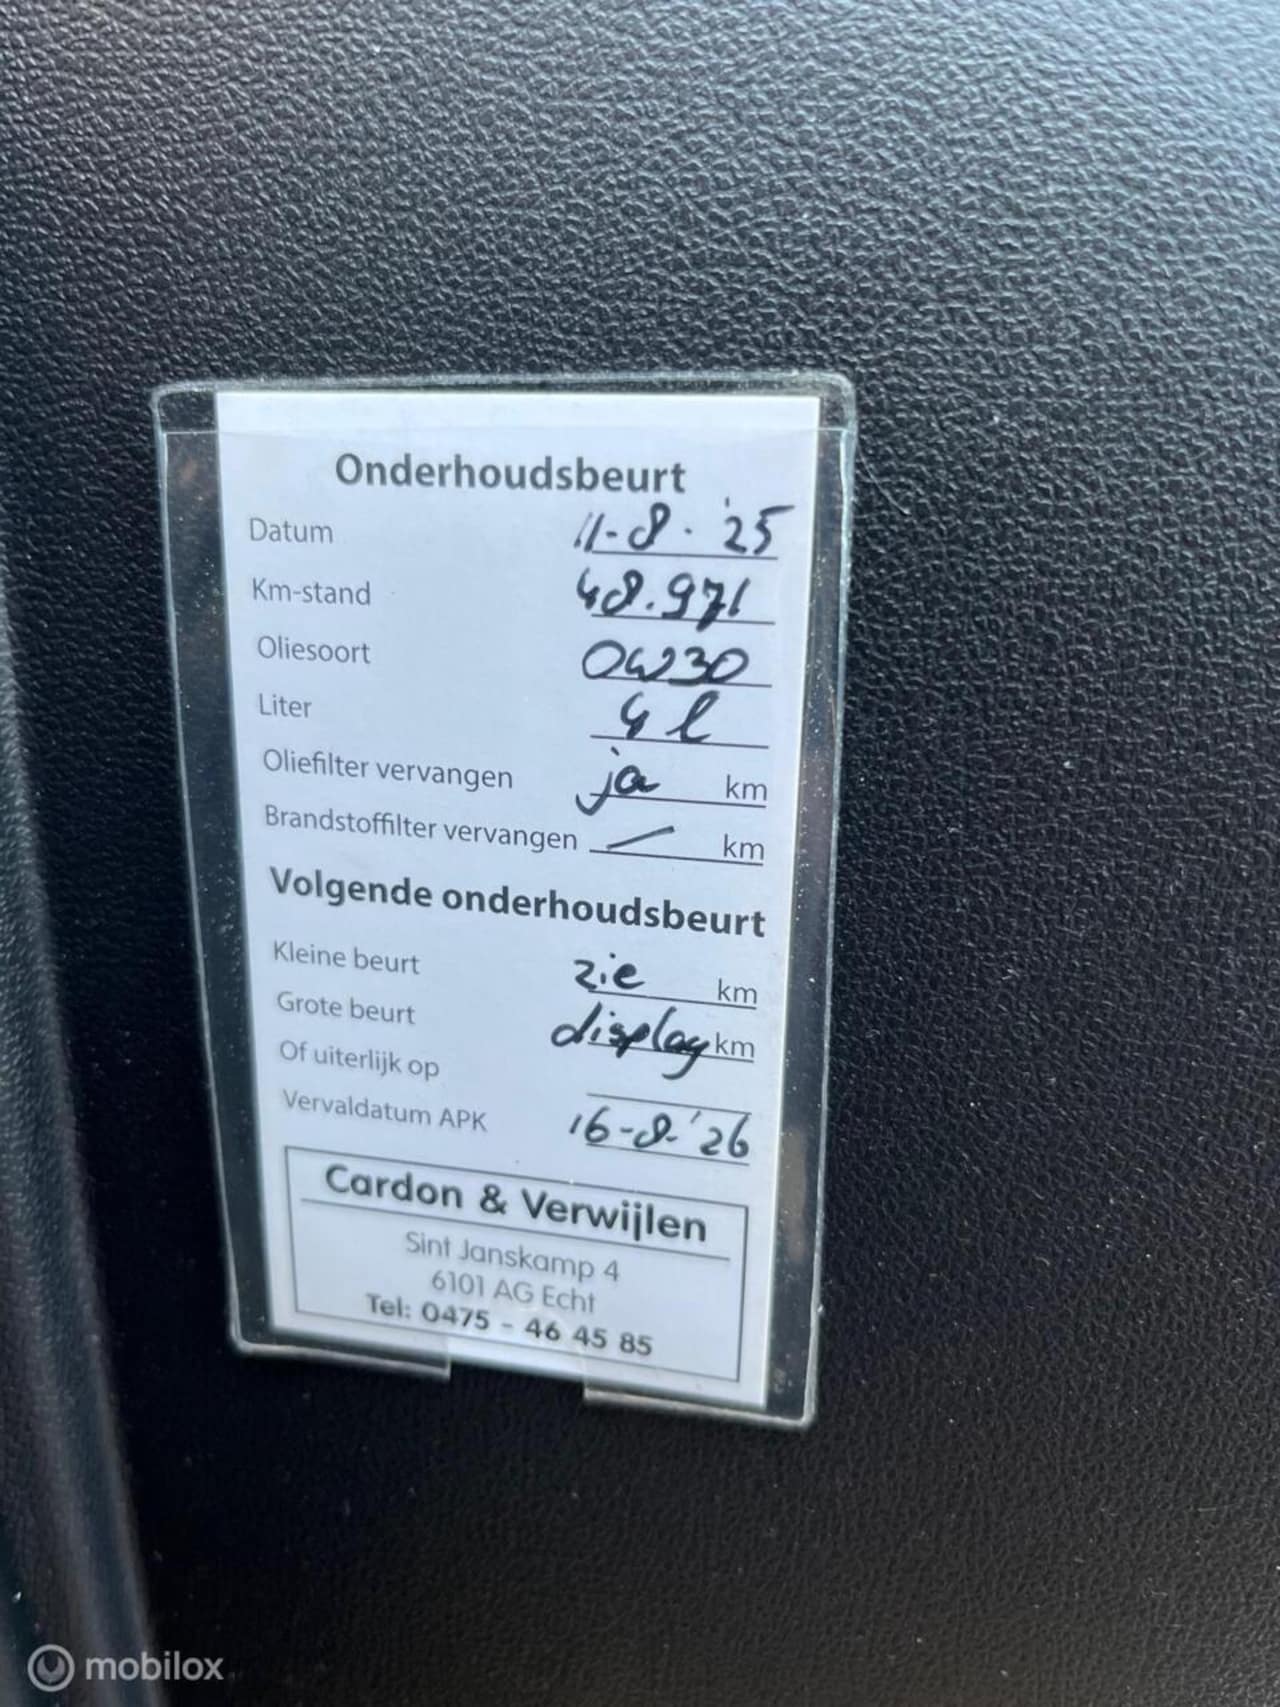 Onderhoudsbeurt
Datum 11-8-'25
Km-stand 48.971
Oliesoort 0W30
Liter 4 l
Oliefilter vervangen ja km
Brandstoffilter vervangen — km
Volgende onderhoudsbeurt
Kleine beurt zie km
Grote beurt display km
Of uiterlijk op
Vervaldatum APK 16-8-'26
Cardon & Verwijlen
Sint Janskamp 4
6101 AG Echt
Tel: 0475 - 46 45 85
mobilox